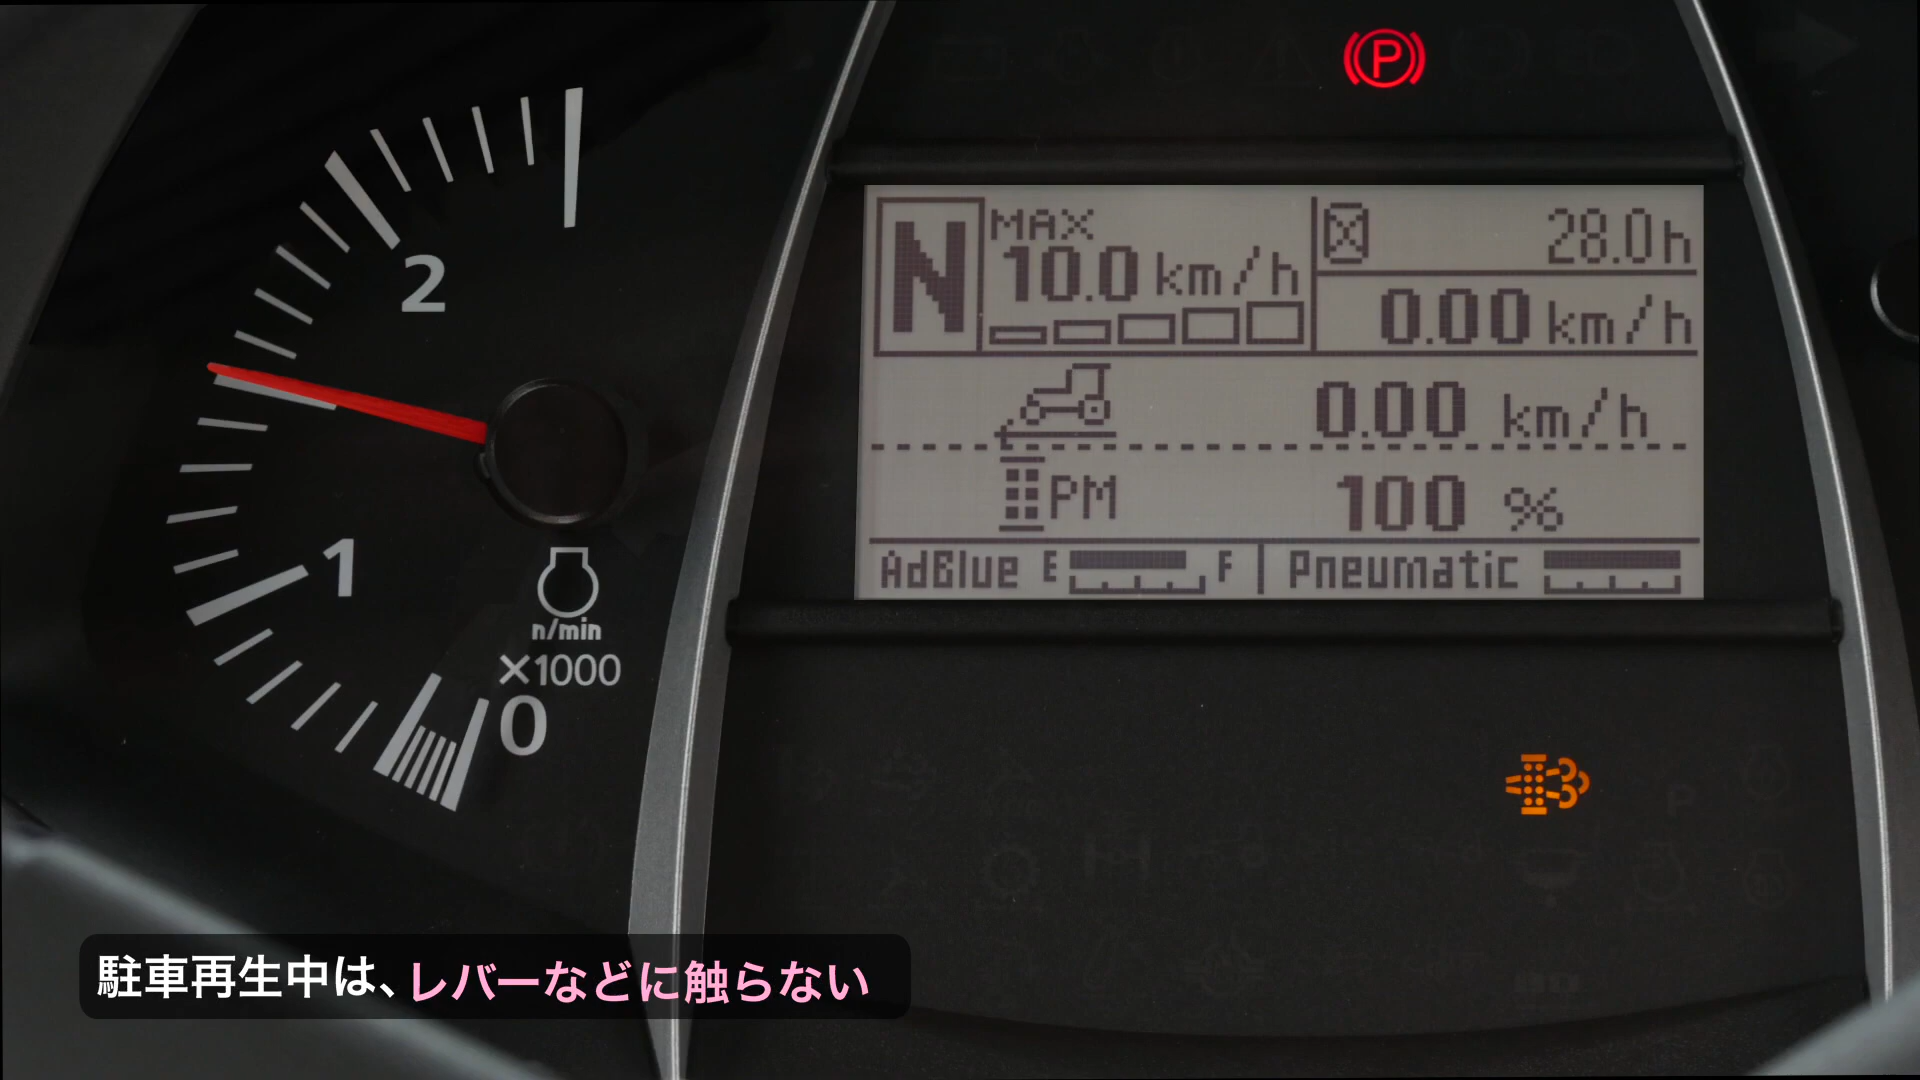 2
1
n/min
×1000
0
P
N
MAX
10.0 km/h
28.0h
0.00 km/h
0.00 km/h
PM 100 %
AdBlue E F
Pneumatic
駐車再生中は、レバーなどに触らない